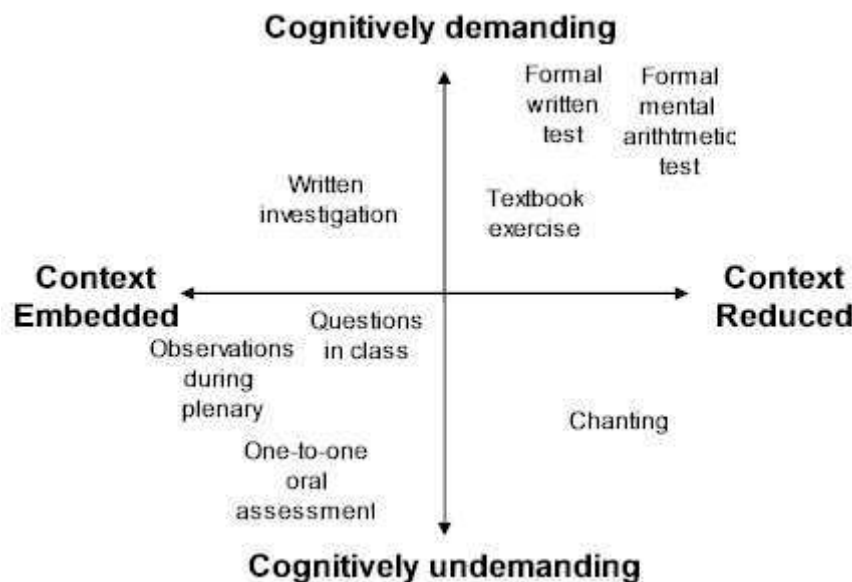 Cognitively demanding
Formal
written
test
Formal
mental
arithtmetic
test
Written
investigation
Textbook
exercise
Context
Embedded
Context
Reduced
Questions
in class
Observations
during
plenary
Chanting
One-to-one
oral
assessment
Cognitively undemanding